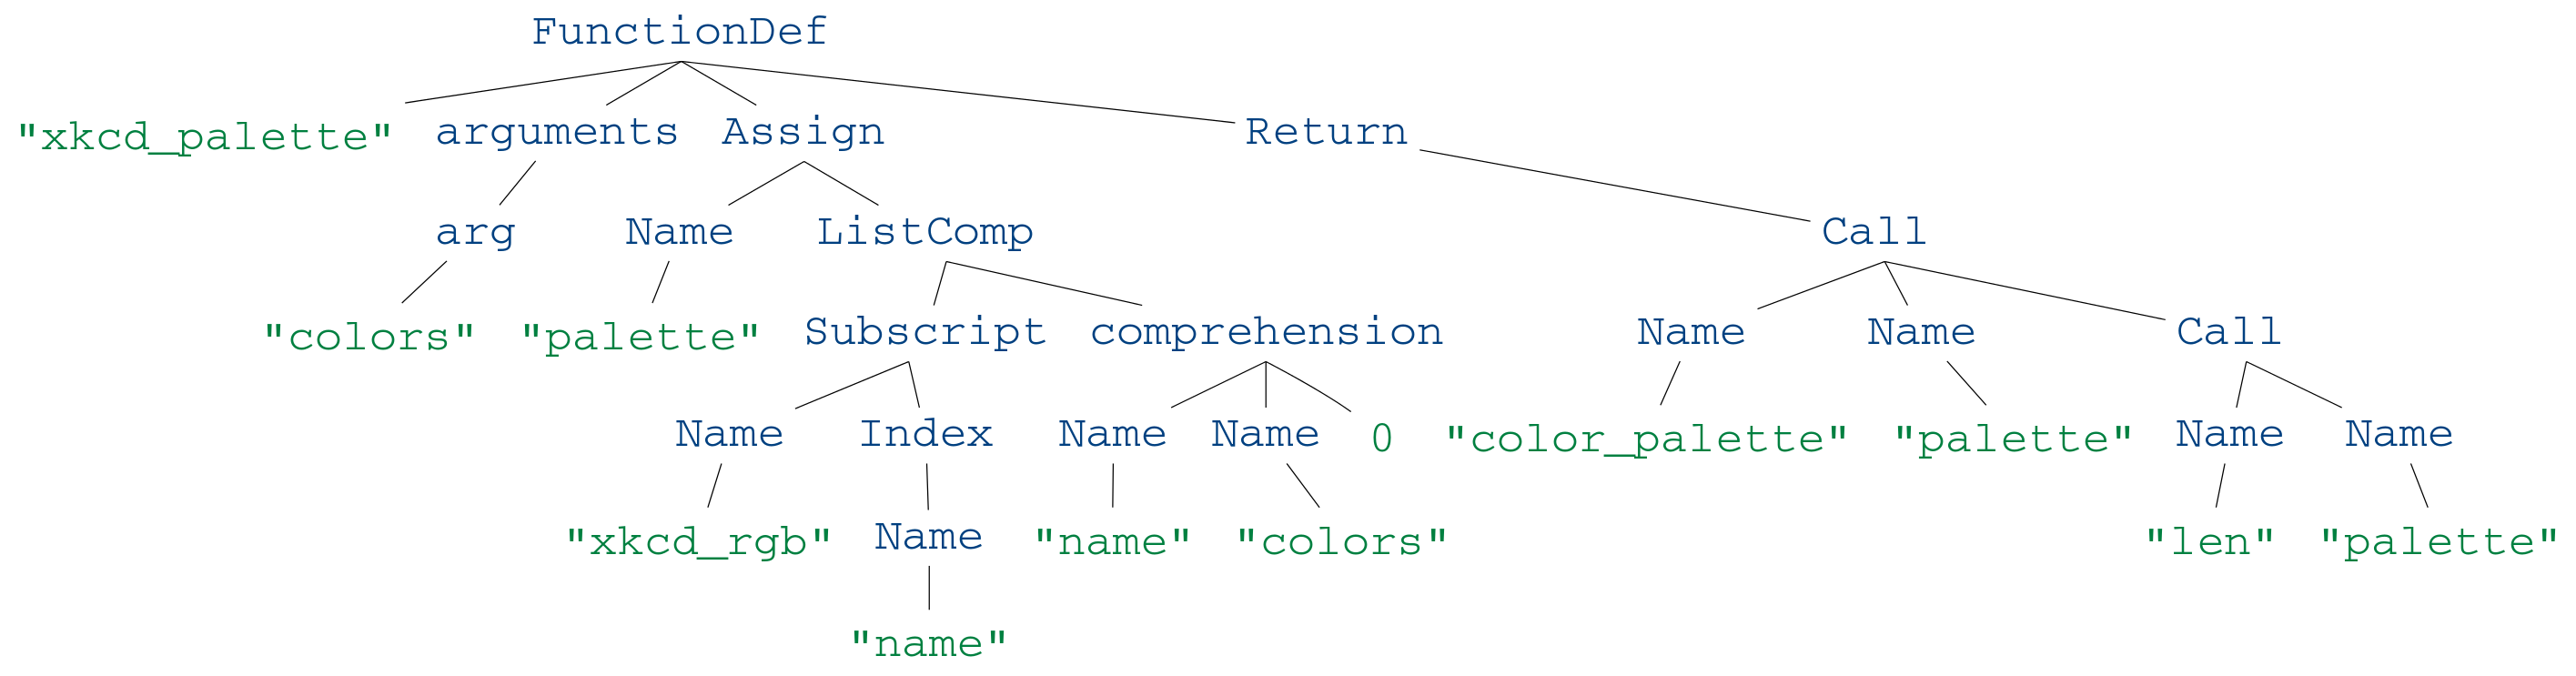 FunctionDef
"xkcd_palette" arguments Assign Return
arg Name ListComp Call
"colors" "palette" Subscript comprehension Name Name Call
Name Index Name Name 0 "color_palette" "palette" Name Name
"xkcd_rgb" Name "name" "colors" "len" "palette"
"name"